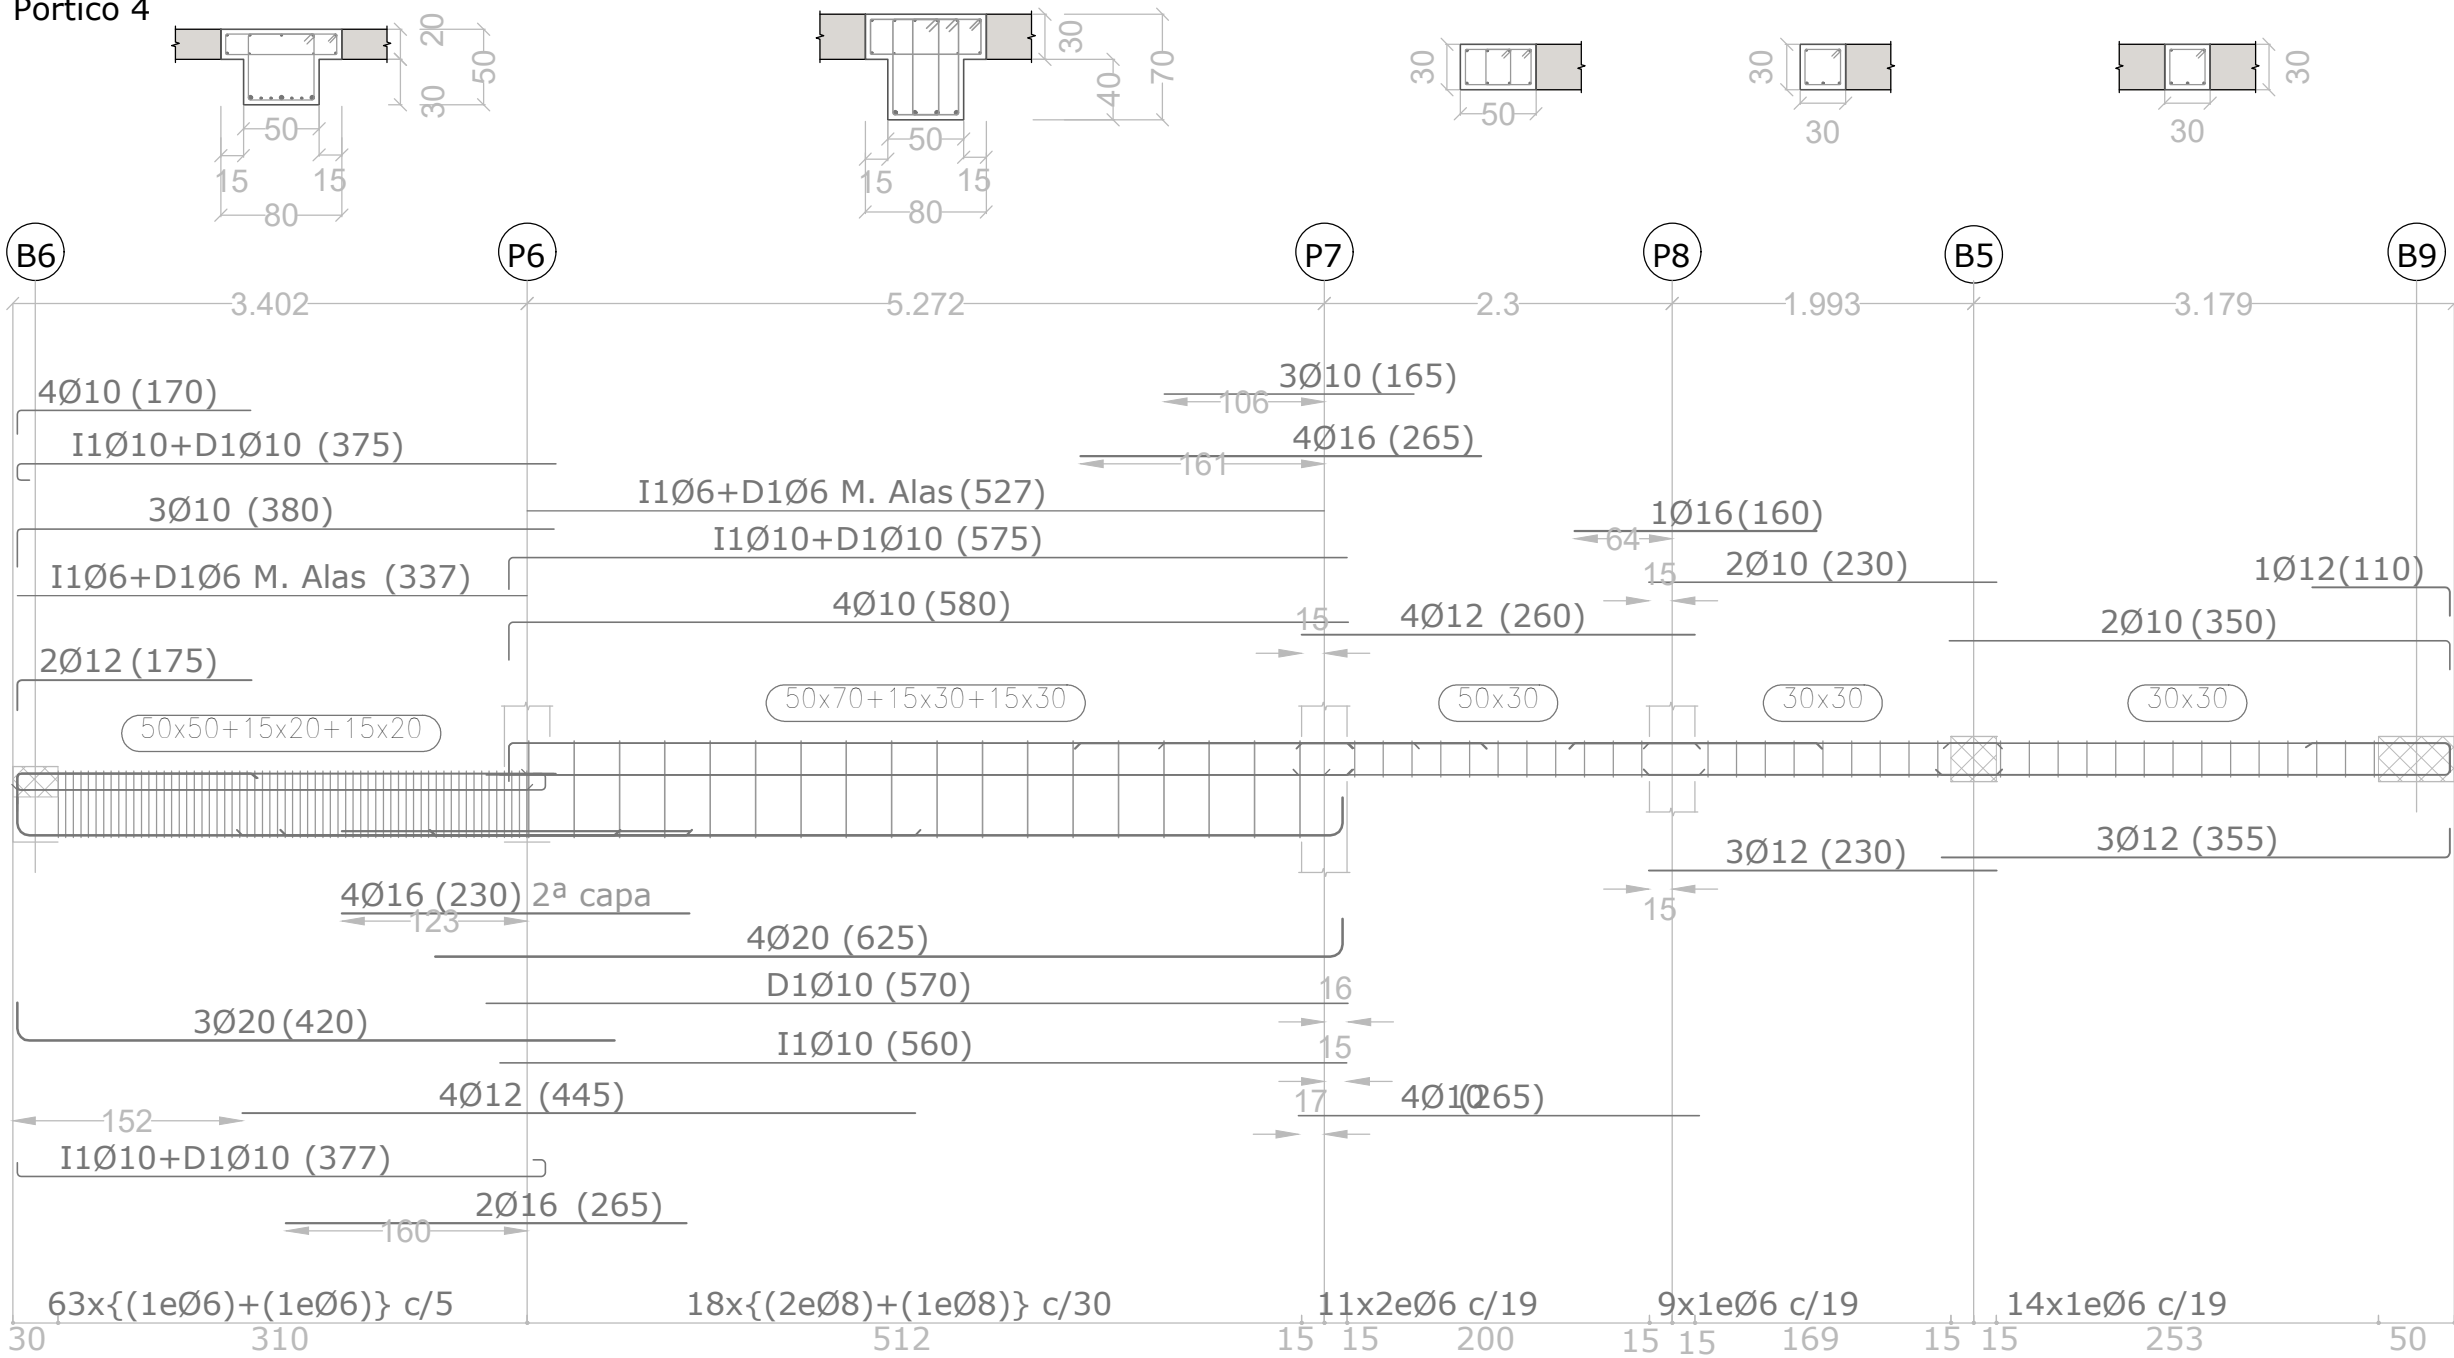 Pórtico 4
20
50
30
50
15
15
80
30
70
40
50
15
15
80
30
50
30
30
30
30
B6
P6
P7
P8
B5
B9
3.402
5.272
2.3
1.993
3.179
3Ø10 (165)
106
4Ø10 (170)
4Ø16 (265)
161
I1Ø10+D1Ø10 (375)
I1Ø6+D1Ø6 M. Alas (527)
3Ø10 (380)
1Ø16 (160)
64
I1Ø10+D1Ø10 (575)
15
2Ø10 (230)
1Ø12 (110)
I1Ø6+D1Ø6 M. Alas (337)
4Ø10 (580)
15
4Ø12 (260)
2Ø10 (350)
2Ø12 (175)
50x50+15x20+15x20
50x70+15x30+15x30
50x30
30x30
30x30
3Ø12 (230)
15
3Ø12 (355)
4Ø16 (230) 2ª capa
123
4Ø20 (625)
D1Ø10 (570)
16
3Ø20 (420)
I1Ø10 (560)
15
4Ø12 (445)
17
4Ø10 (265)
152
I1Ø10+D1Ø10 (377)
2Ø16 (265)
160
63x{(1eØ6)+(1eØ6)} c/5
18x{(2eØ8)+(1eØ8)} c/30
11x2eØ6 c/19
9x1eØ6 c/19
14x1eØ6 c/19
30
310
512
15
15
200
15
15
169
15
15
253
50